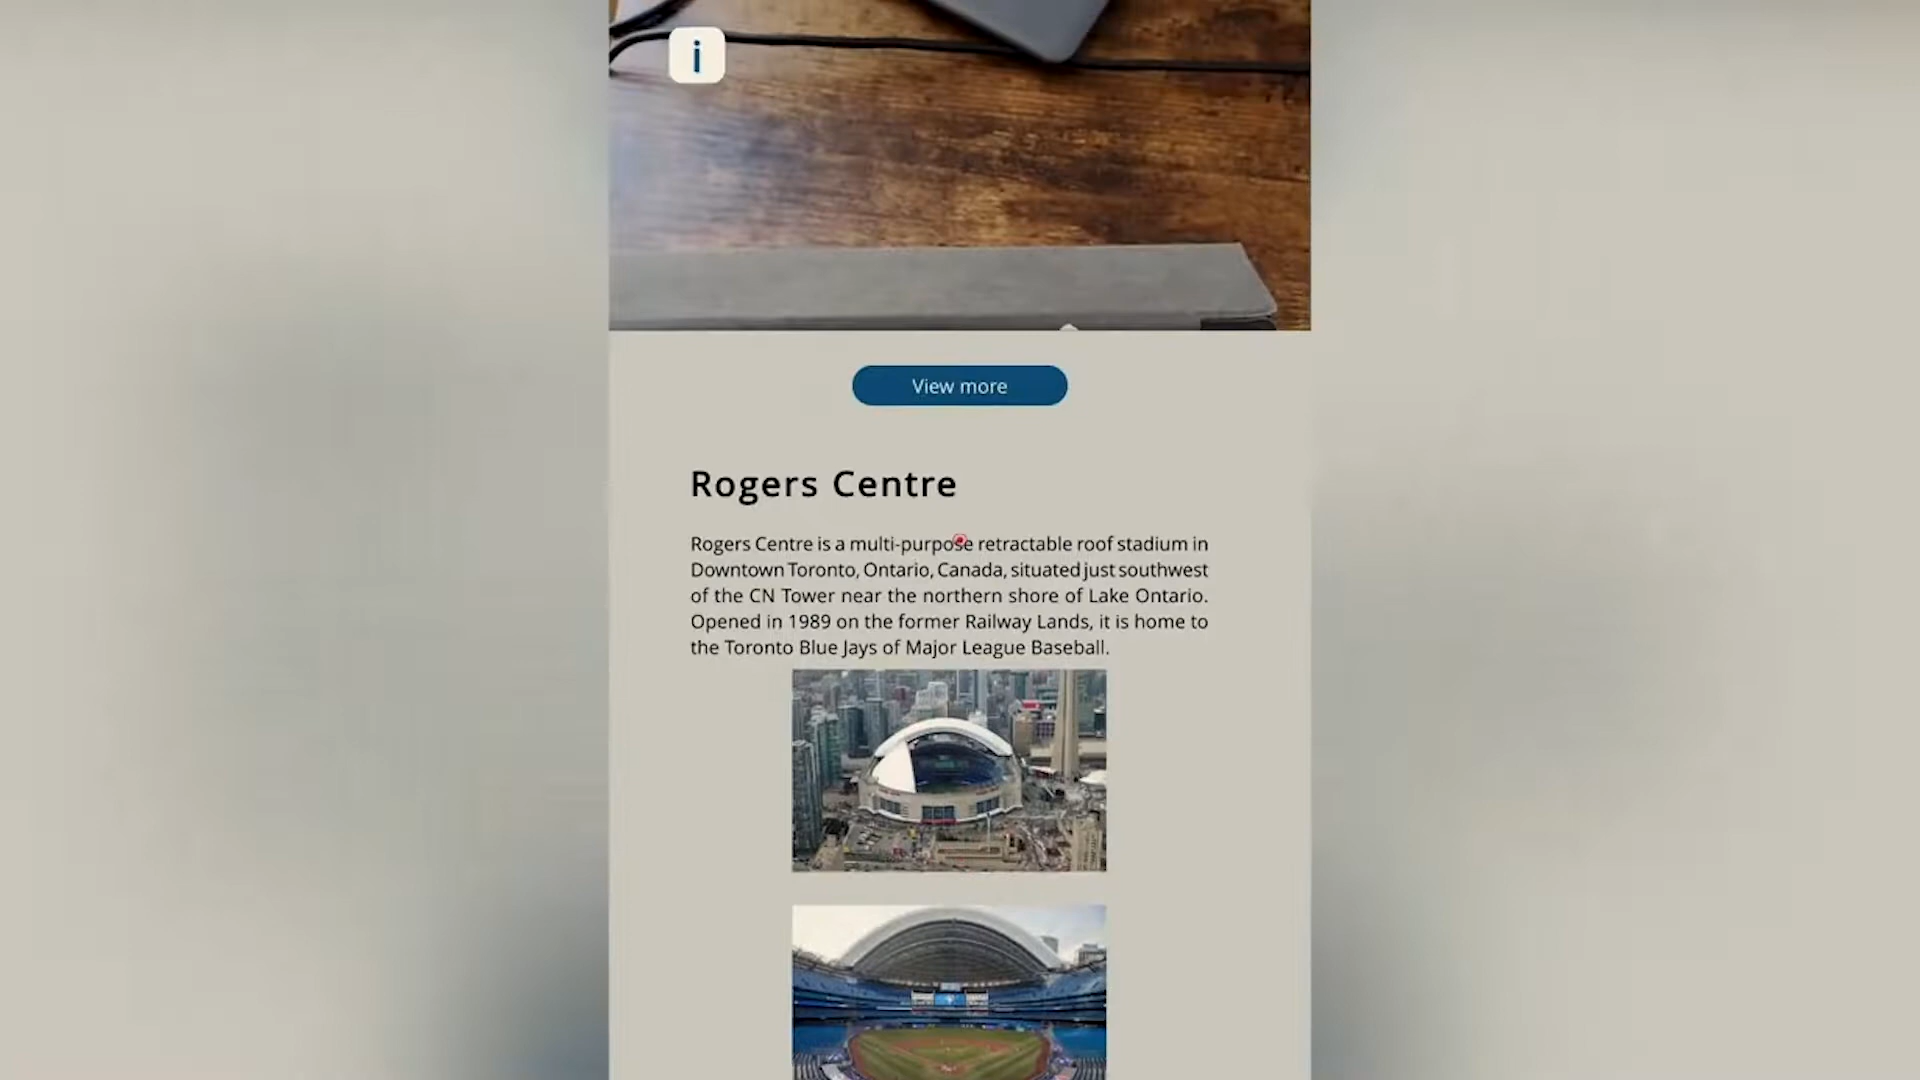 i
View more
Rogers Centre
Rogers Centre is a multi-purpose retractable roof stadium in
Downtown Toronto, Ontario, Canada, situated just southwest
of the CN Tower near the northern shore of Lake Ontario.
Opened in 1989 on the former Railway Lands, it is home to
the Toronto Blue Jays of Major League Baseball.